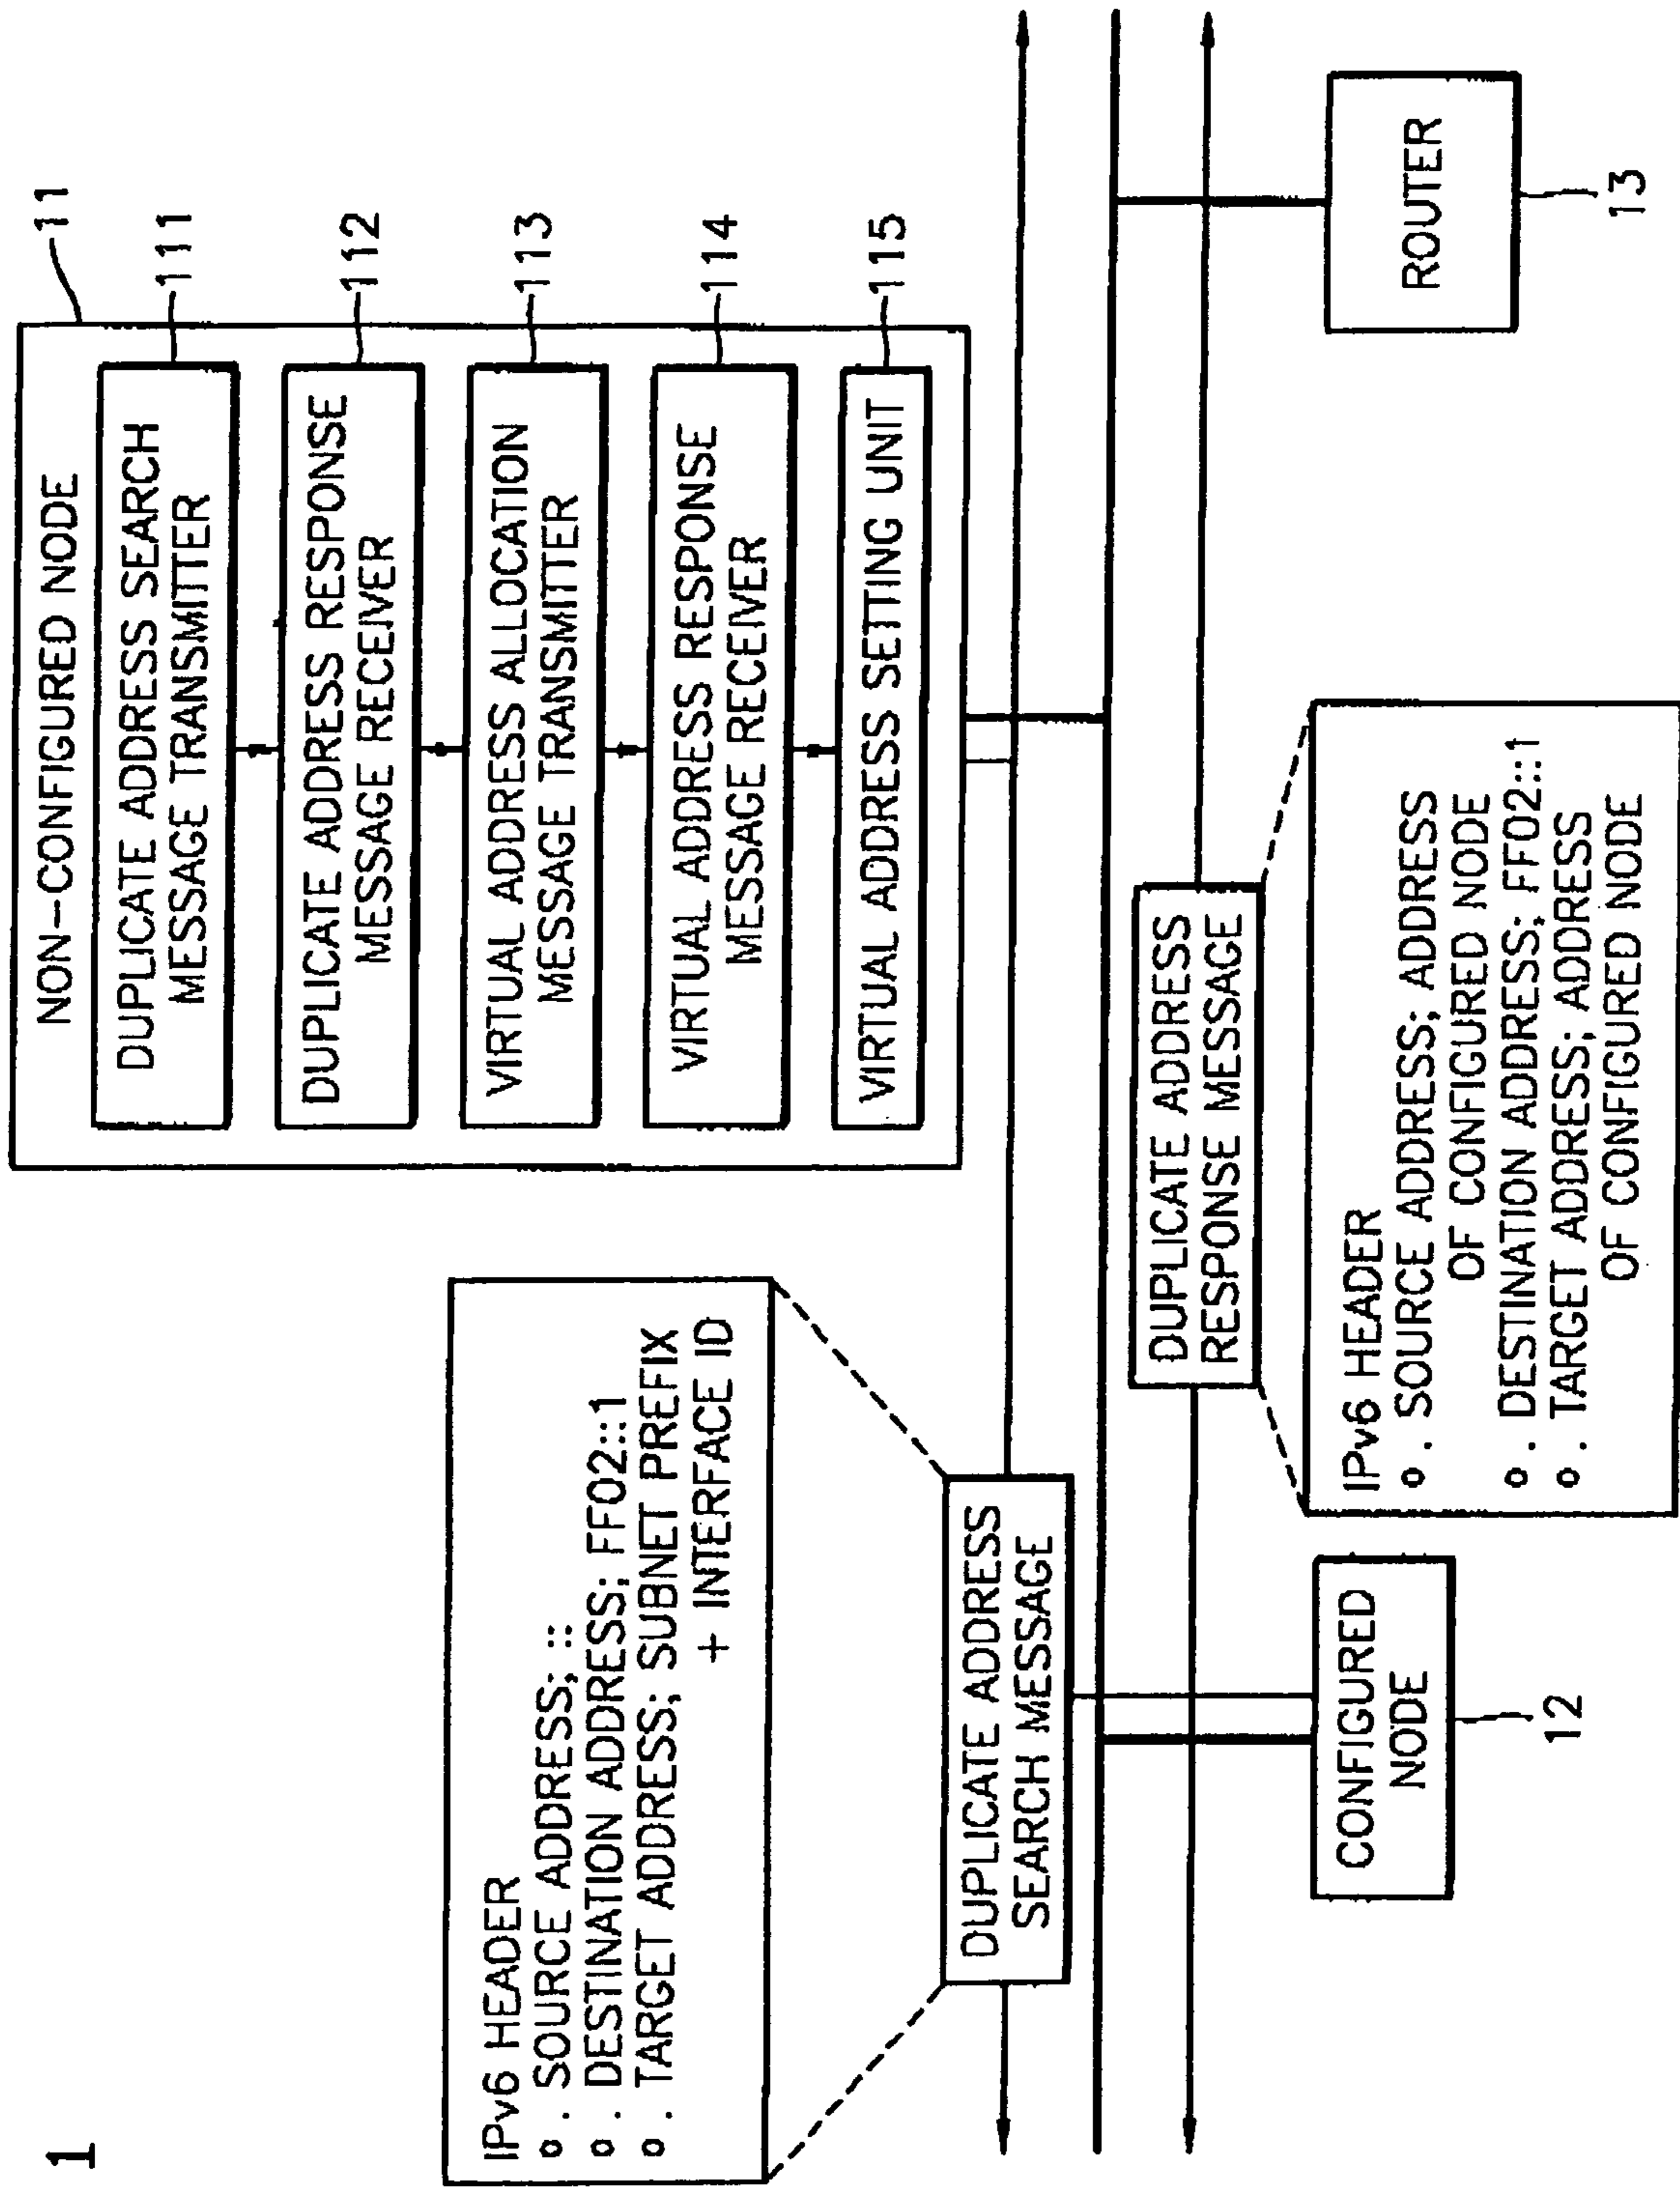 1
11
NON-CONFIGURED NODE
DUPLICATE ADDRESS SEARCH
MESSAGE TRANSMITTER
111
DUPLICATE ADDRESS RESPONSE
MESSAGE RECEIVER
112
VIRTUAL ADDRESS ALLOCATION
MESSAGE TRANSMITTER
113
VIRTUAL ADDRESS RESPONSE
MESSAGE RECEIVER
114
VIRTUAL ADDRESS SETTING UNIT
115
IPv6 HEADER
o. SOURCE ADDRESS; ::
o. DESTINATION ADDRESS; FF02::1
o. TARGET ADDRESS; SUBNET PREFIX
+ INTERFACE ID
DUPLICATE ADDRESS
SEARCH MESSAGE
DUPLICATE ADDRESS
RESPONSE MESSAGE
IPv6 HEADER
o. SOURCE ADDRESS; ADDRESS
OF CONFIGURED NODE
o. DESTINATION ADDRESS; FF02::1
o. TARGET ADDRESS; ADDRESS
OF CONFIGURED NODE
CONFIGURED
NODE
12
ROUTER
13